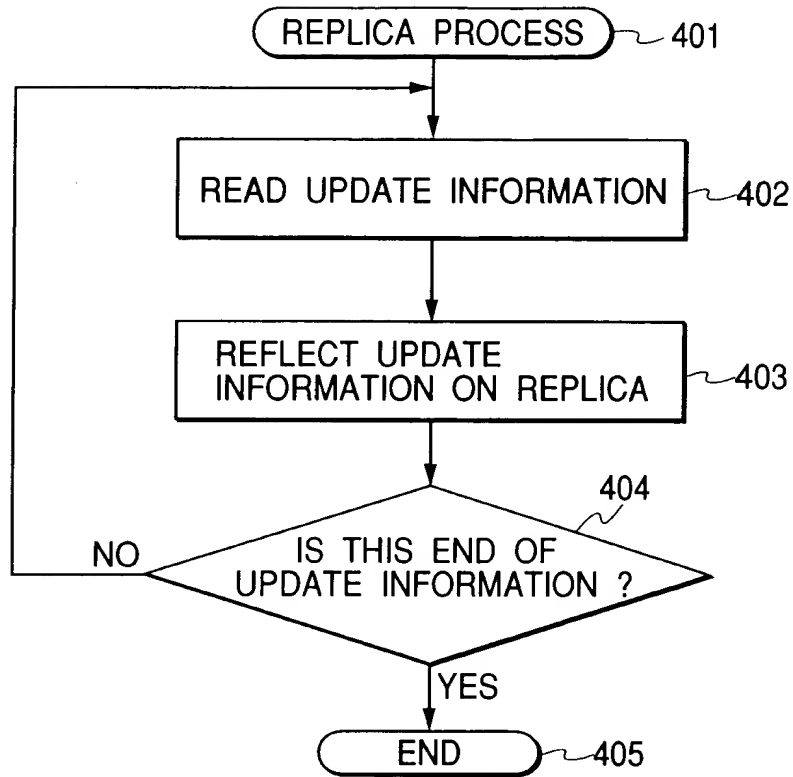 REPLICA PROCESS
401
READ UPDATE INFORMATION
402
REFLECT UPDATE
INFORMATION ON REPLICA
403
404
IS THIS END OF
UPDATE INFORMATION ?
NO
YES
END
405